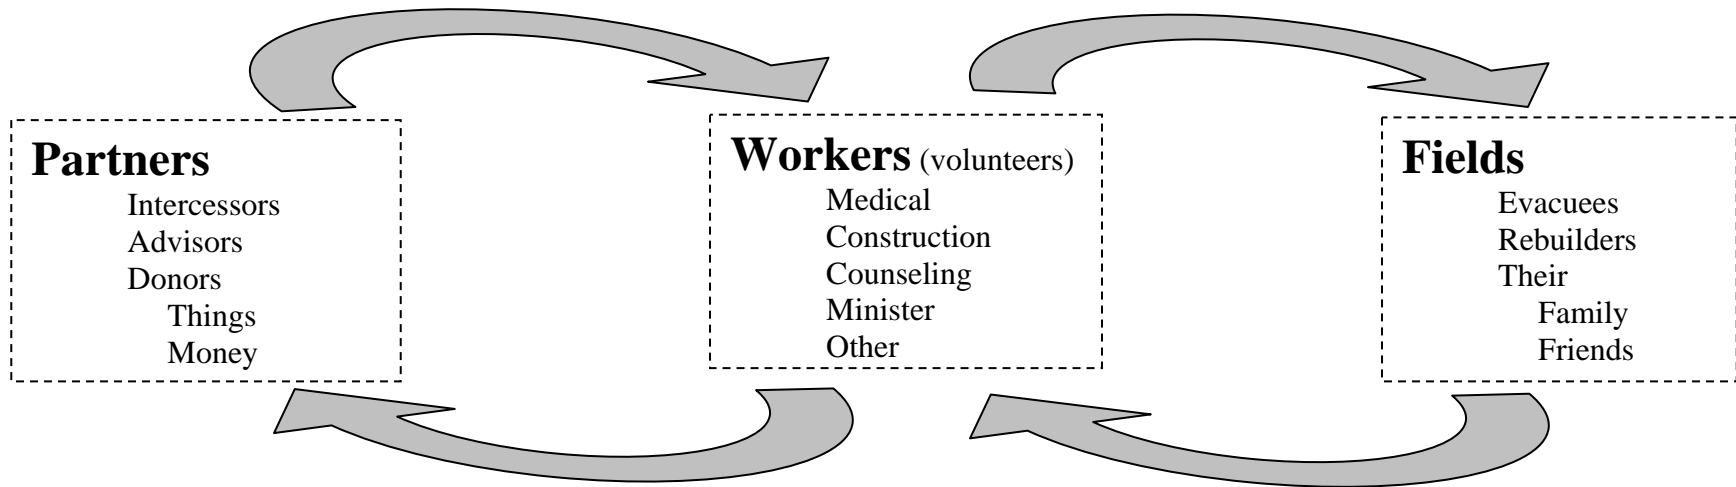 Partners
Intercessors
Advisors
Donors
Things
Money
Workers (volunteers)
Medical
Construction
Counseling
Minister
Other
Fields
Evacuees
Rebuilders
Their
Family
Friends